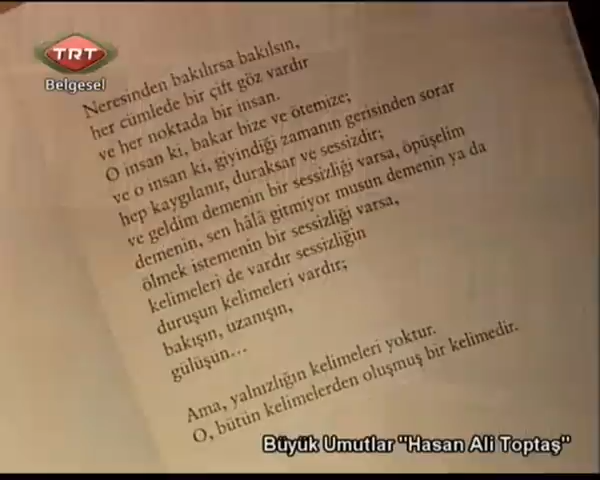 TRT
Belgesel
Neresinden bakılırsa bakılsın,
her cümlede bir çift göz vardır
ve her noktada bir insan.
O insan ki, bakar bize ve ötemize;
ve o insan ki, giyindiği zamanın gerisinden sorar
hep kaygılanır, duraksar ve sessizdir;
ve geldim demenin bir sessizliği varsa, öpüşelim
demenin, sen hâlâ gitmiyor musun demenin ya da
ölmek istemenin bir sessizliği varsa,
kelimeleri de vardır sessizliğin
duruşun kelimeleri vardır;
bakışın, uzanışın,
gülüşün...
Ama, yalnızlığın kelimeleri yoktur.
O, bütün kelimelerden oluşmuş bir kelimedir.
Büyük Umutlar "Hasan Ali Toptaş"